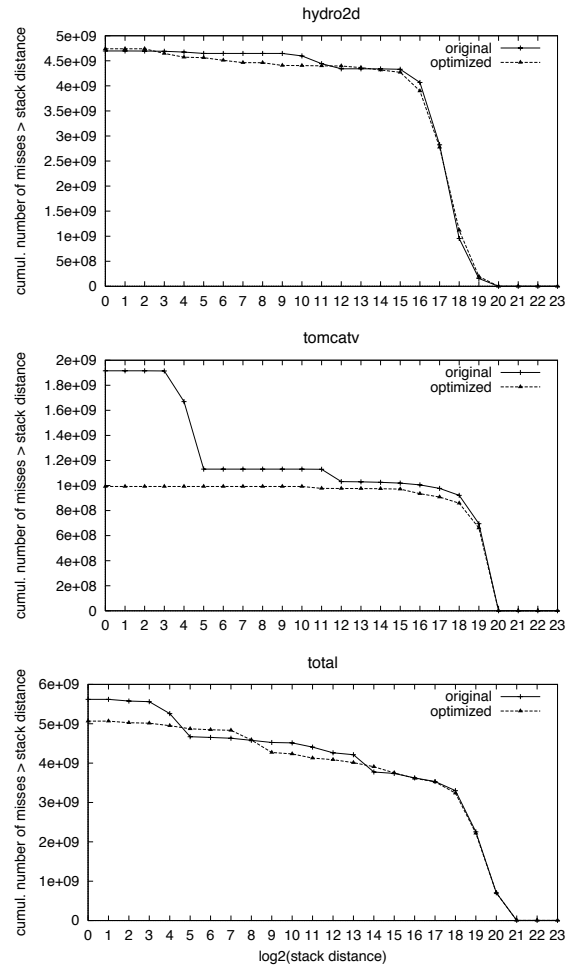 hydro2d
cumul. number of misses > stack distance
5e+09
4.5e+09
4e+09
3.5e+09
3e+09
2.5e+09
2e+09
1.5e+09
1e+09
5e+08
0
original
optimized
0 1 2 3 4 5 6 7 8 9 10 11 12 13 14 15 16 17 18 19 20 21 22 23
tomcatv
cumul. number of misses > stack distance
2e+09
1.8e+09
1.6e+09
1.4e+09
1.2e+09
1e+09
8e+08
6e+08
4e+08
2e+08
0
original
optimized
0 1 2 3 4 5 6 7 8 9 10 11 12 13 14 15 16 17 18 19 20 21 22 23
total
cumul. number of misses > stack distance
6e+09
5e+09
4e+09
3e+09
2e+09
1e+09
0
original
optimized
0 1 2 3 4 5 6 7 8 9 10 11 12 13 14 15 16 17 18 19 20 21 22 23
log2(stack distance)